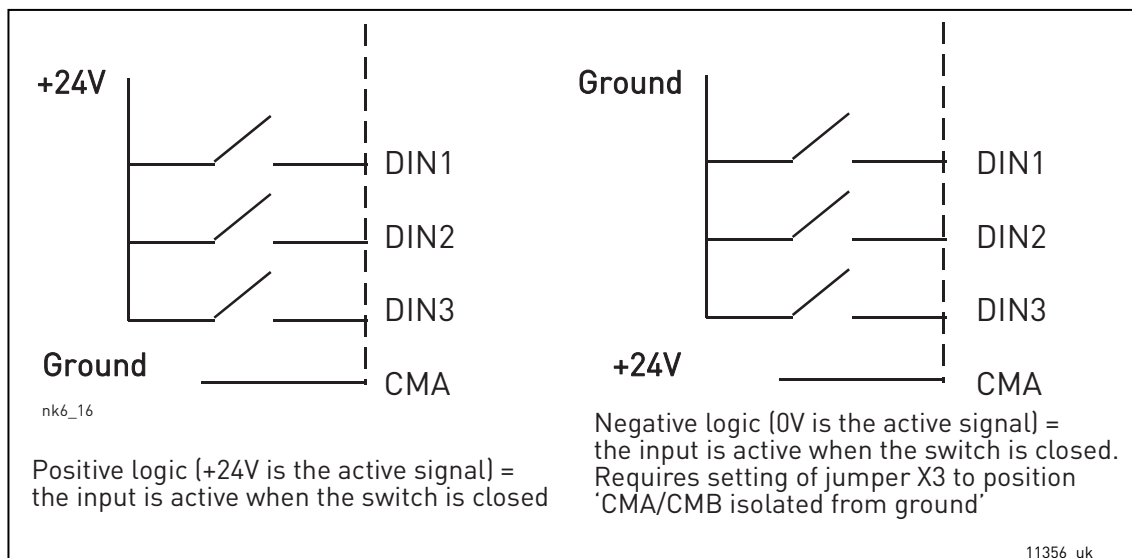 +24V
DIN1
DIN2
DIN3
Ground
CMA
nk6_16
Positive logic (+24V is the active signal) =
the input is active when the switch is closed
Ground
DIN1
DIN2
DIN3
+24V
CMA
Negative logic (0V is the active signal) =
the input is active when the switch is closed.
Requires setting of jumper X3 to position
‘CMA/CMB isolated from ground’
11356_uk